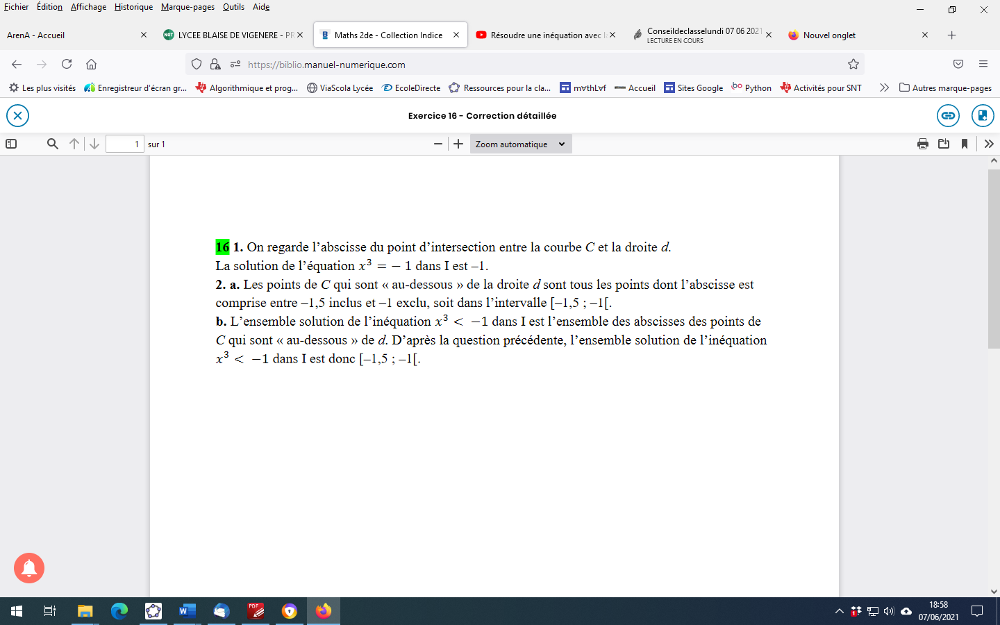 Fichier Édition Affichage Historique Marque-pages Outils Aide
ArenA - Accueil
LYCEE BLAISE DE VIGENERE - PR
Maths 2de - Collection Indice
Résoudre une inéquation avec l
Conseildeclasselundi 07 06 2021
LECTURE EN COURS
Nouvel onglet
https://biblio.manuel-numerique.com
Les plus visités Enregistreur d'écran gr... Algorithmique et prog... ViaScola Lycée EcoleDirecte Ressources pour la cla... m∀thL∀f Accueil Sites Google Python Activités pour SNT Autres marque-pages
Exercice 16 - Correction détaillée
1 sur 1 Zoom automatique
16 1. On regarde l’abscisse du point d’intersection entre la courbe C et la droite d.
La solution de l’équation x³ = − 1 dans I est –1.
2. a. Les points de C qui sont « au-dessous » de la droite d sont tous les points dont l’abscisse est
comprise entre –1,5 inclus et –1 exclu, soit dans l’intervalle [–1,5 ; –1[.
b. L’ensemble solution de l’inéquation x³ < −1 dans I est l’ensemble des abscisses des points de
C qui sont « au-dessous » de d. D’après la question précédente, l’ensemble solution de l’inéquation
x³ < −1 dans I est donc [–1,5 ; –1[.
18:58
07/06/2021